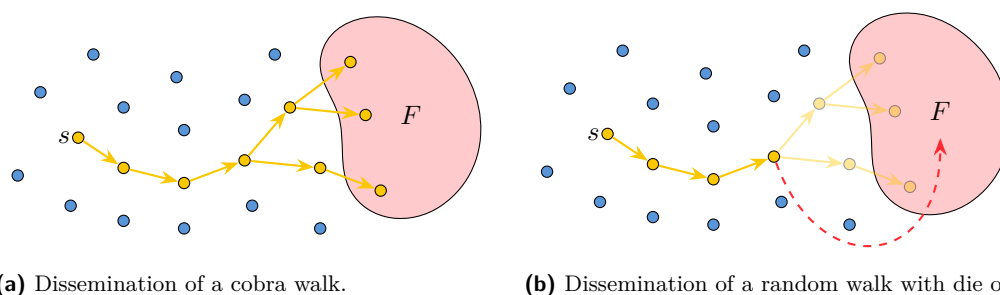 s
F
s
F
(a) Dissemination of a cobra walk.
(b) Dissemination of a random walk with die o